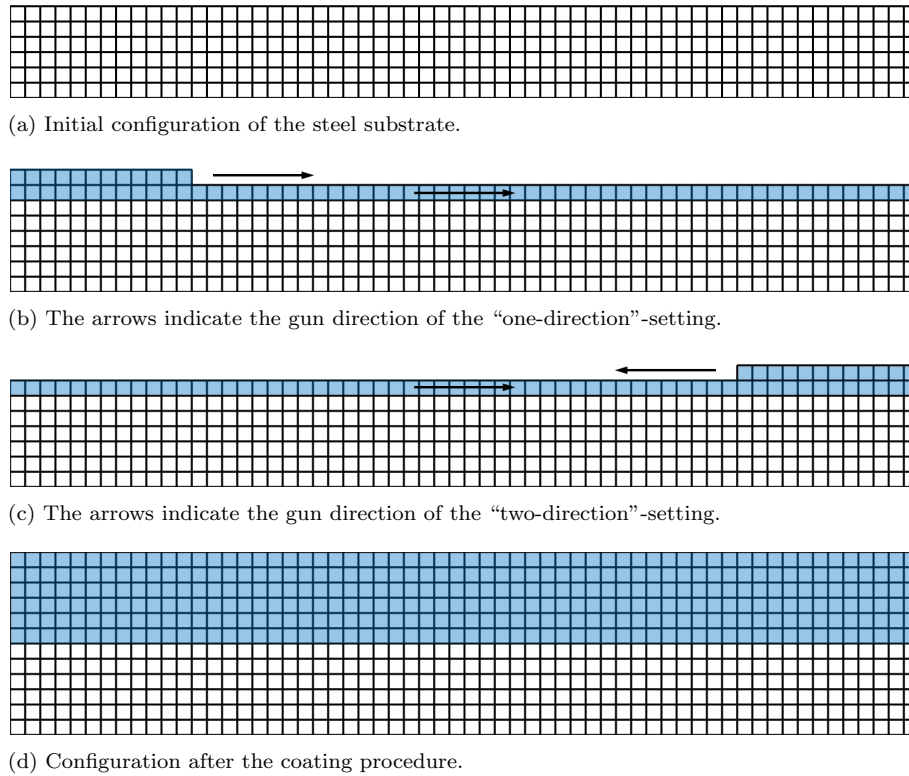 (a) Initial configuration of the steel substrate.
(b) The arrows indicate the gun direction of the “one-direction”-setting.
(c) The arrows indicate the gun direction of the “two-direction”-setting.
(d) Configuration after the coating procedure.